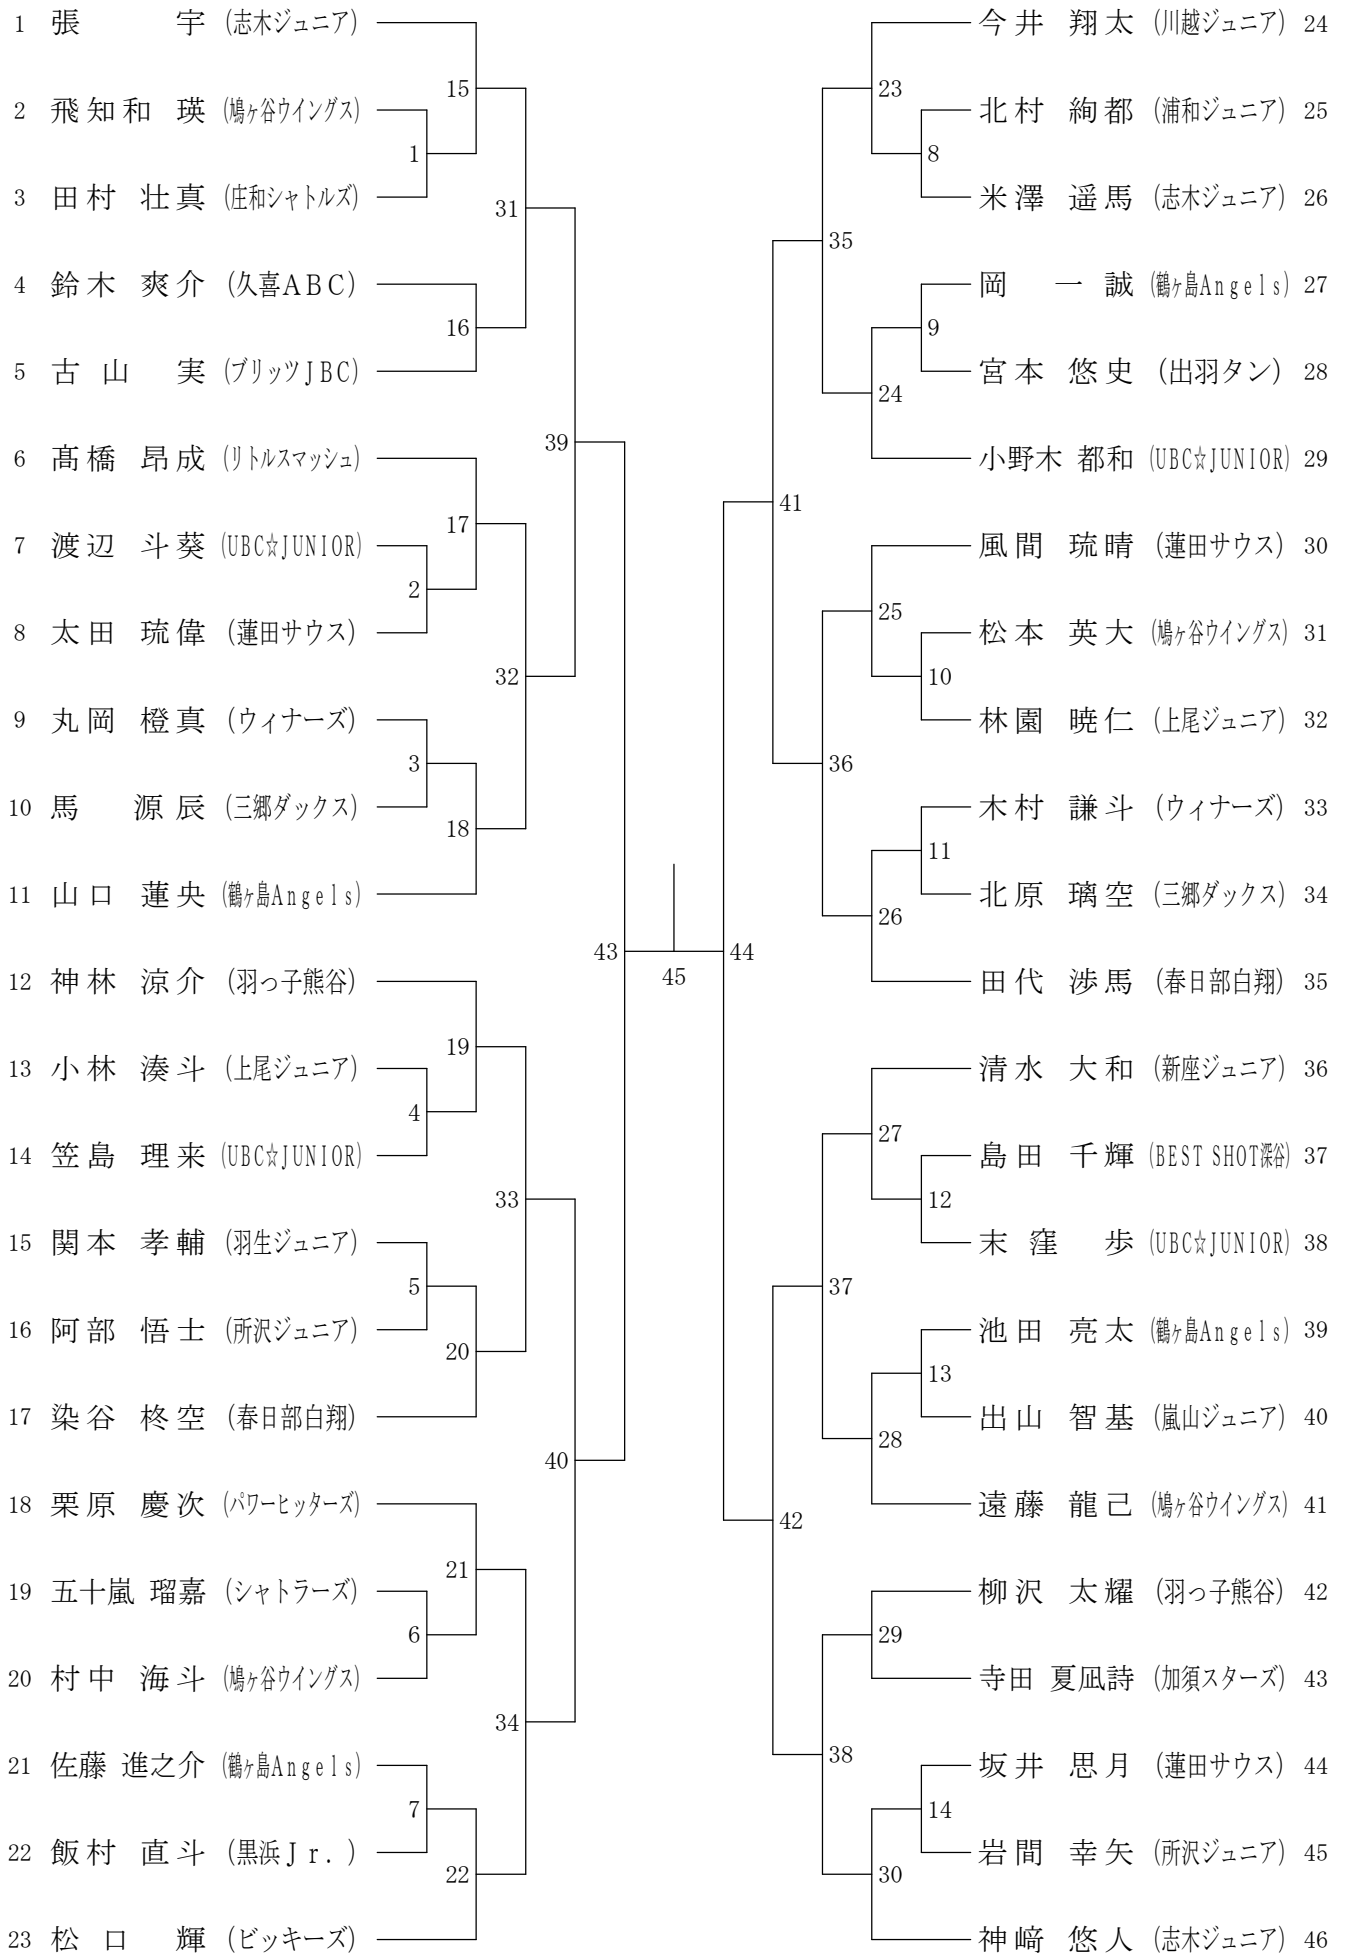 1 張 宇 (志木ジュニア)
2 飛知和 瑛 (鳩ヶ谷ウイングス)
3 田村 壮真 (庄和シャトルズ)
4 鈴木 爽介 (久喜ABC)
5 古山 実 (ブリッツJBC)
6 髙橋 昂成 (リトルスマッシュ)
7 渡辺 斗葵 (UBC☆JUNIOR)
8 太田 琉偉 (蓮田サウス)
9 丸岡 橙真 (ウィナーズ)
10 馬 源辰 (三郷ダックス)
11 山口 蓮央 (鶴ヶ島Angels)
12 神林 涼介 (羽っ子熊谷)
13 小林 湊斗 (上尾ジュニア)
14 笠島 理来 (UBC☆JUNIOR)
15 関本 孝輔 (羽生ジュニア)
16 阿部 悟士 (所沢ジュニア)
17 染谷 柊空 (春日部白翔)
18 栗原 慶次 (パワーヒッターズ)
19 五十嵐 瑠嘉 (シャトラーズ)
20 村中 海斗 (鳩ヶ谷ウイングス)
21 佐藤 進之介 (鶴ヶ島Angels)
22 飯村 直斗 (黒浜Jr.)
23 松口 輝 (ビッキーズ)
1
2
3
4
5
6
7
15
16
17
18
19
20
21
22
31
32
33
34
39
40
43
45
44
41
42
35
36
37
38
23
24
25
26
27
28
29
30
8
9
10
11
12
13
14
今井 翔太 (川越ジュニア) 24
北村 絢都 (浦和ジュニア) 25
米澤 遥馬 (志木ジュニア) 26
岡 一誠 (鶴ヶ島Angels) 27
宮本 悠史 (出羽タン) 28
小野木 都和 (UBC☆JUNIOR) 29
風間 琉晴 (蓮田サウス) 30
松本 英大 (鳩ヶ谷ウイングス) 31
林園 暁仁 (上尾ジュニア) 32
木村 謙斗 (ウィナーズ) 33
北原 璃空 (三郷ダックス) 34
田代 渉馬 (春日部白翔) 35
清水 大和 (新座ジュニア) 36
島田 千輝 (BEST SHOT深谷) 37
末窪 歩 (UBC☆JUNIOR) 38
池田 亮太 (鶴ヶ島Angels) 39
出山 智基 (嵐山ジュニア) 40
遠藤 龍己 (鳩ヶ谷ウイングス) 41
柳沢 太耀 (羽っ子熊谷) 42
寺田 夏凪詩 (加須スターズ) 43
坂井 思月 (蓮田サウス) 44
岩間 幸矢 (所沢ジュニア) 45
神﨑 悠人 (志木ジュニア) 46